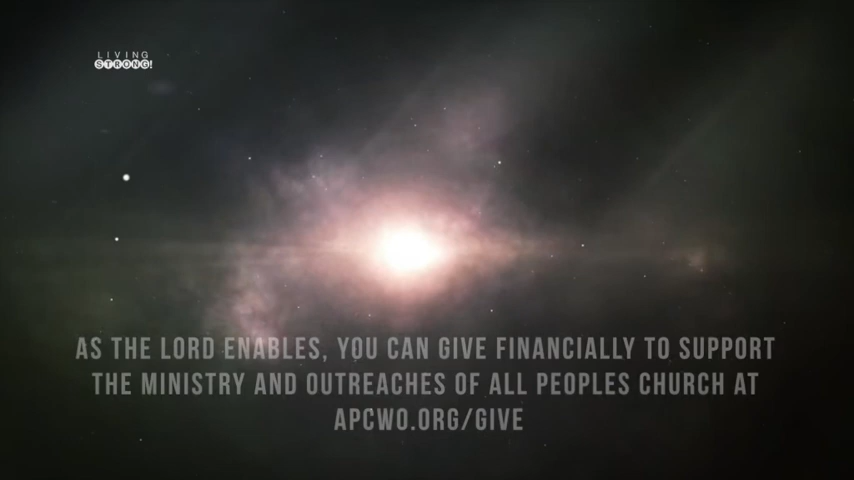 LIVING
STRONG!
AS THE LORD ENABLES, YOU CAN GIVE FINANCIALLY TO SUPPORT
THE MINISTRY AND OUTREACHES OF ALL PEOPLES CHURCH AT
APCWO.ORG/GIVE